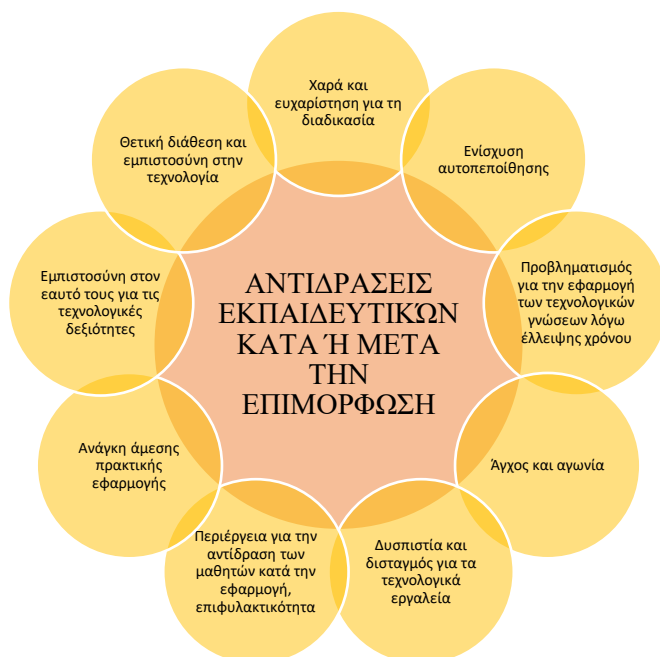 Χαρά και
ευχαρίστηση για τη
διαδικασία
Ενίσχυση
αυτοπεποίθησης
Προβληματισμός
για την εφαρμογή
των τεχνολογικών
γνώσεων λόγω
έλλειψης χρόνου
Άγχος και αγωνία
Δυσπιστία και
δισταγμός για τα
τεχνολογικά
εργαλεία
Περιέργεια για την
αντίδραση των
μαθητών κατά την
εφαρμογή,
επιφυλακτικότητα
Ανάγκη άμεσης
πρακτικής
εφαρμογής
Εμπιστοσύνη στον
εαυτό τους για τις
τεχνολογικές
δεξιότητες
Θετική διάθεση και
εμπιστοσύνη στην
τεχνολογία
ΑΝΤΙΔΡΑΣΕΙΣ
ΕΚΠΑΙΔΕΥΤΙΚΏΝ
ΚΑΤΑ Ή ΜΕΤΑ
ΤΗΝ
ΕΠΙΜΟΡΦΩΣΗ